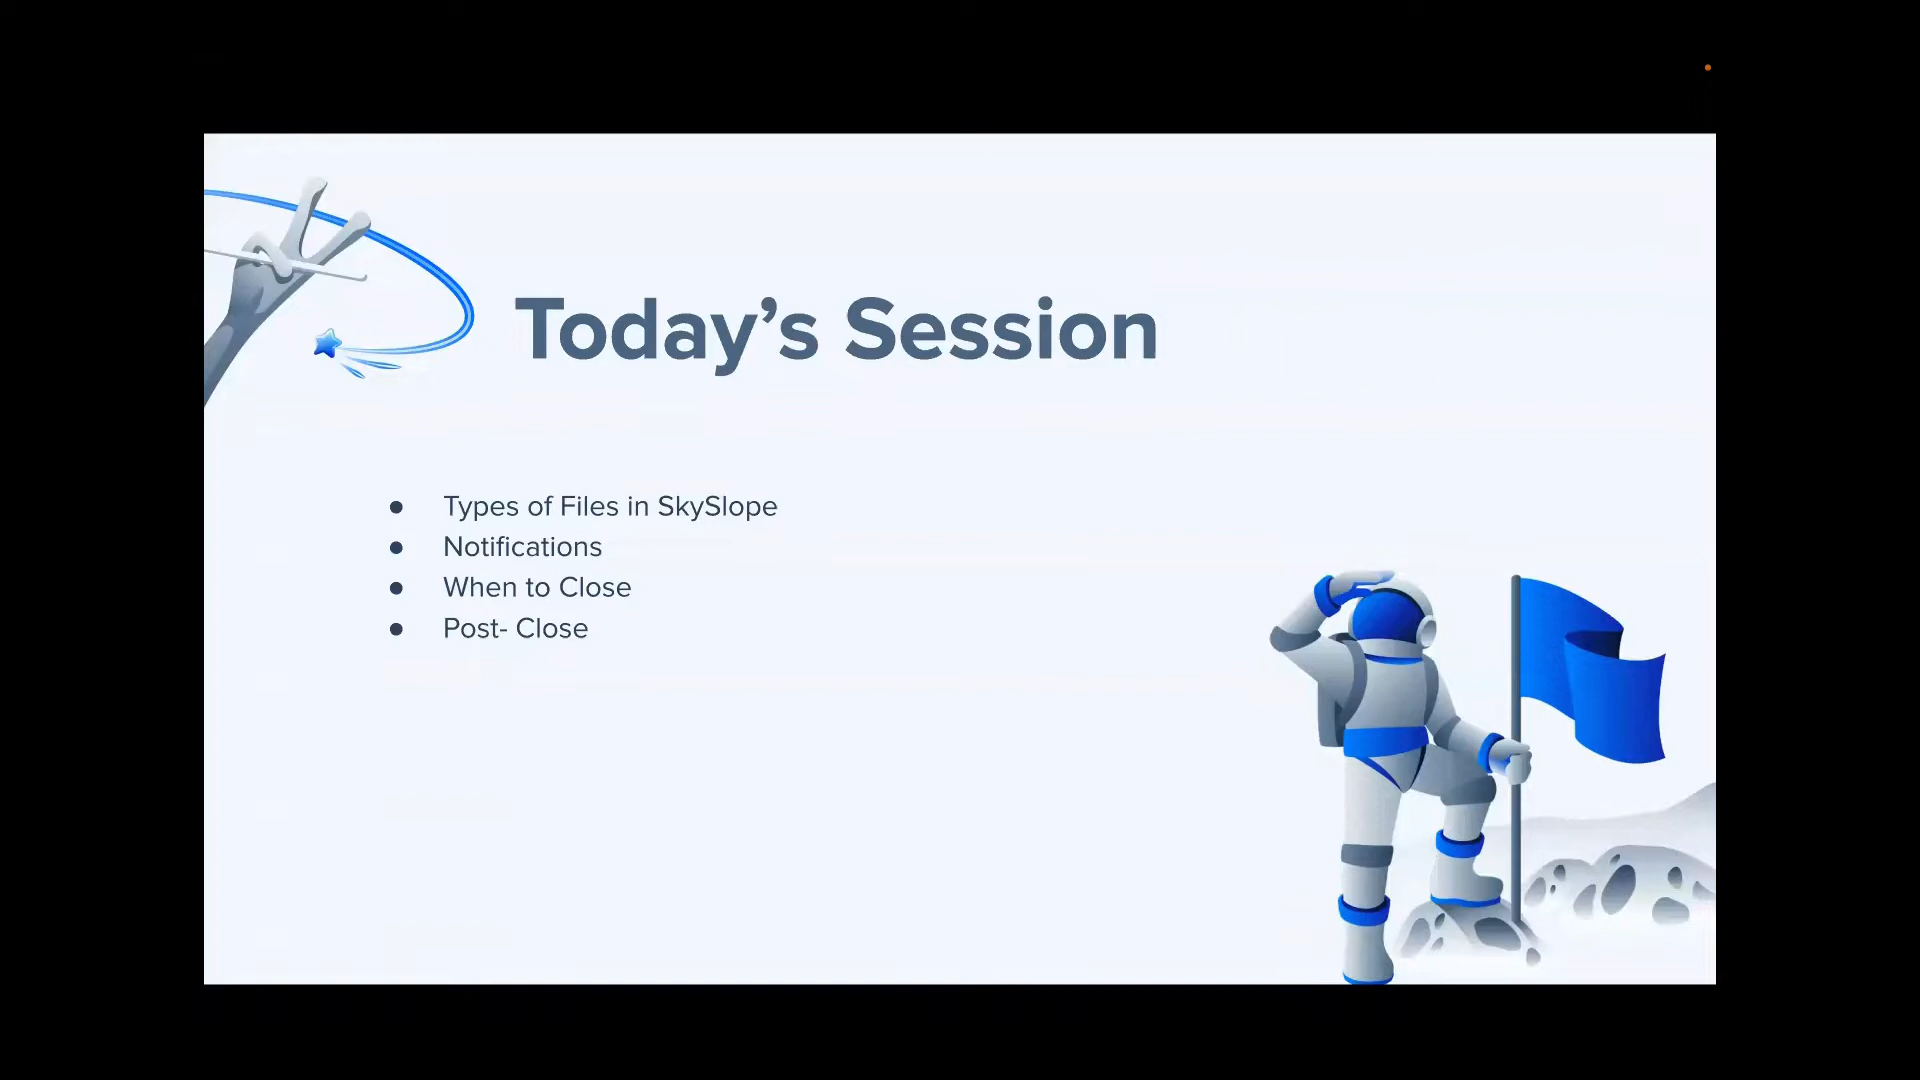 Today’s Session
● Types of Files in SkySlope
● Notifications
● When to Close
● Post- Close